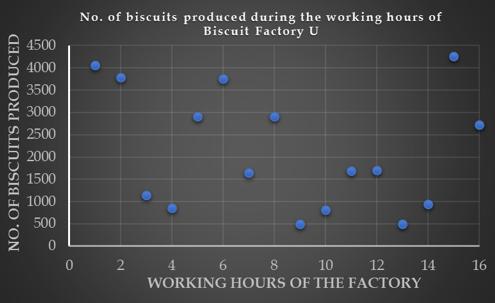 No. of biscuits produced during the working hours of
Biscuit Factory U
NO. OF BISCUITS PRODUCED
4500
4000
3500
3000
2500
2000
1500
1000
500
0
0 2 4 6 8 10 12 14 16
WORKING HOURS OF THE FACTORY